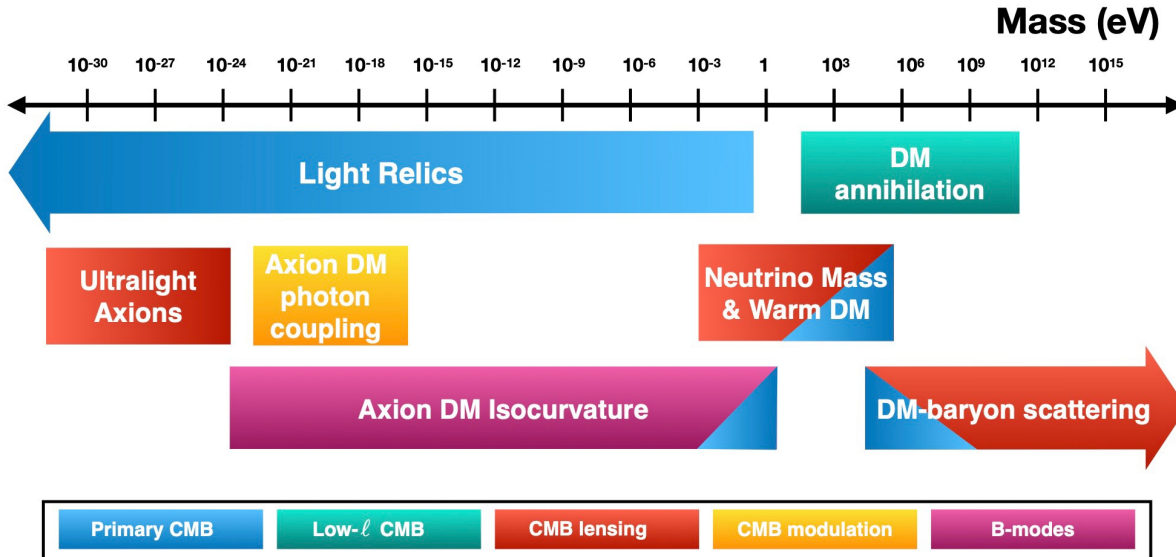 Mass (eV)
10⁻³⁰ 10⁻²⁷ 10⁻²⁴ 10⁻²¹ 10⁻¹⁸ 10⁻¹⁵ 10⁻¹² 10⁻⁹ 10⁻⁶ 10⁻³ 1 10³ 10⁶ 10⁹ 10¹² 10¹⁵
Light Relics
DM
annihilation
Ultralight
Axions
Axion DM
photon
coupling
Neutrino Mass
& Warm DM
Axion DM Isocurvature
DM-baryon scattering
Primary CMB
Low-ℓ CMB
CMB lensing
CMB modulation
B-modes